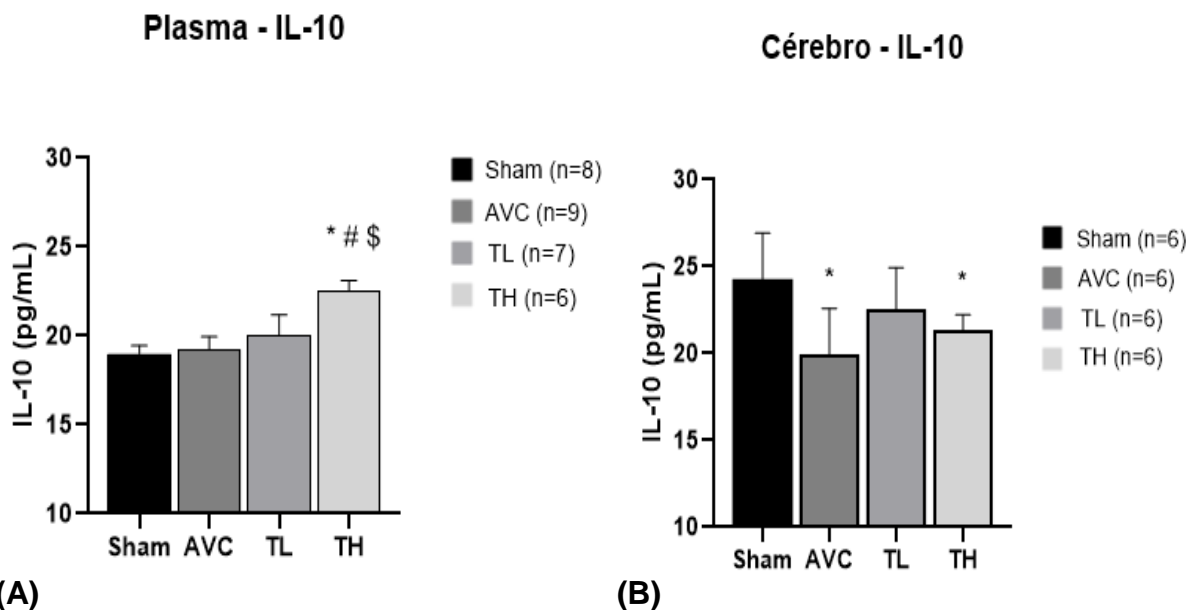 Plasma - IL-10
IL-10 (pg/mL)
30
25
20
15
10
* # $
Sham AVC TL TH
Sham (n=8)
AVC (n=9)
TL (n=7)
TH (n=6)
(A)
Cérebro - IL-10
IL-10 (pg/mL)
30
25
20
15
10
*
*
Sham AVC TL TH
Sham (n=6)
AVC (n=6)
TL (n=6)
TH (n=6)
(B)